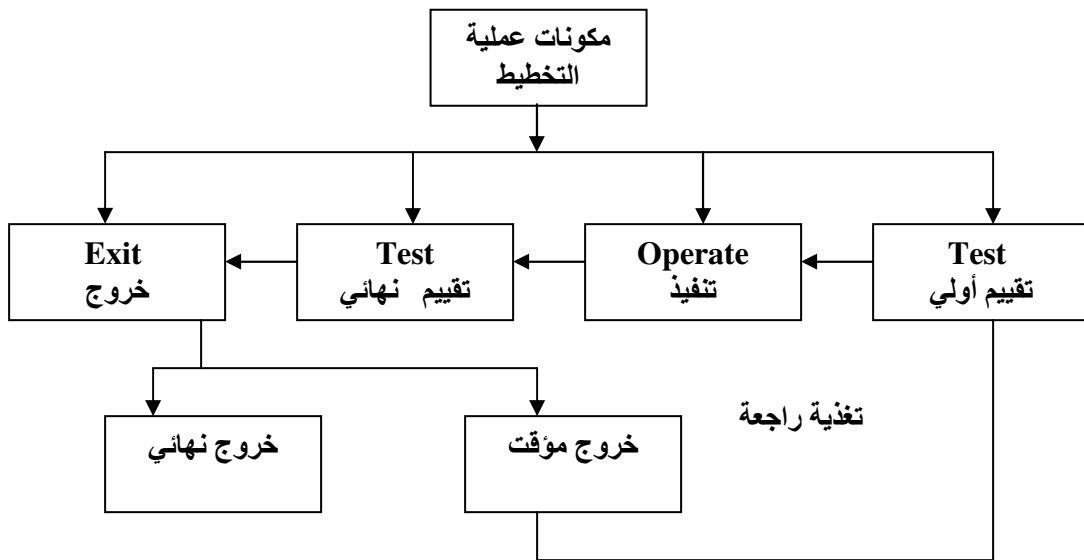 مكونات عملية
التخطيط
Test
تقييم أولي
Operate
تنفيذ
Test
تقييم نهائي
Exit
خروج
تغذية راجعة
خروج مؤقت
خروج نهائي